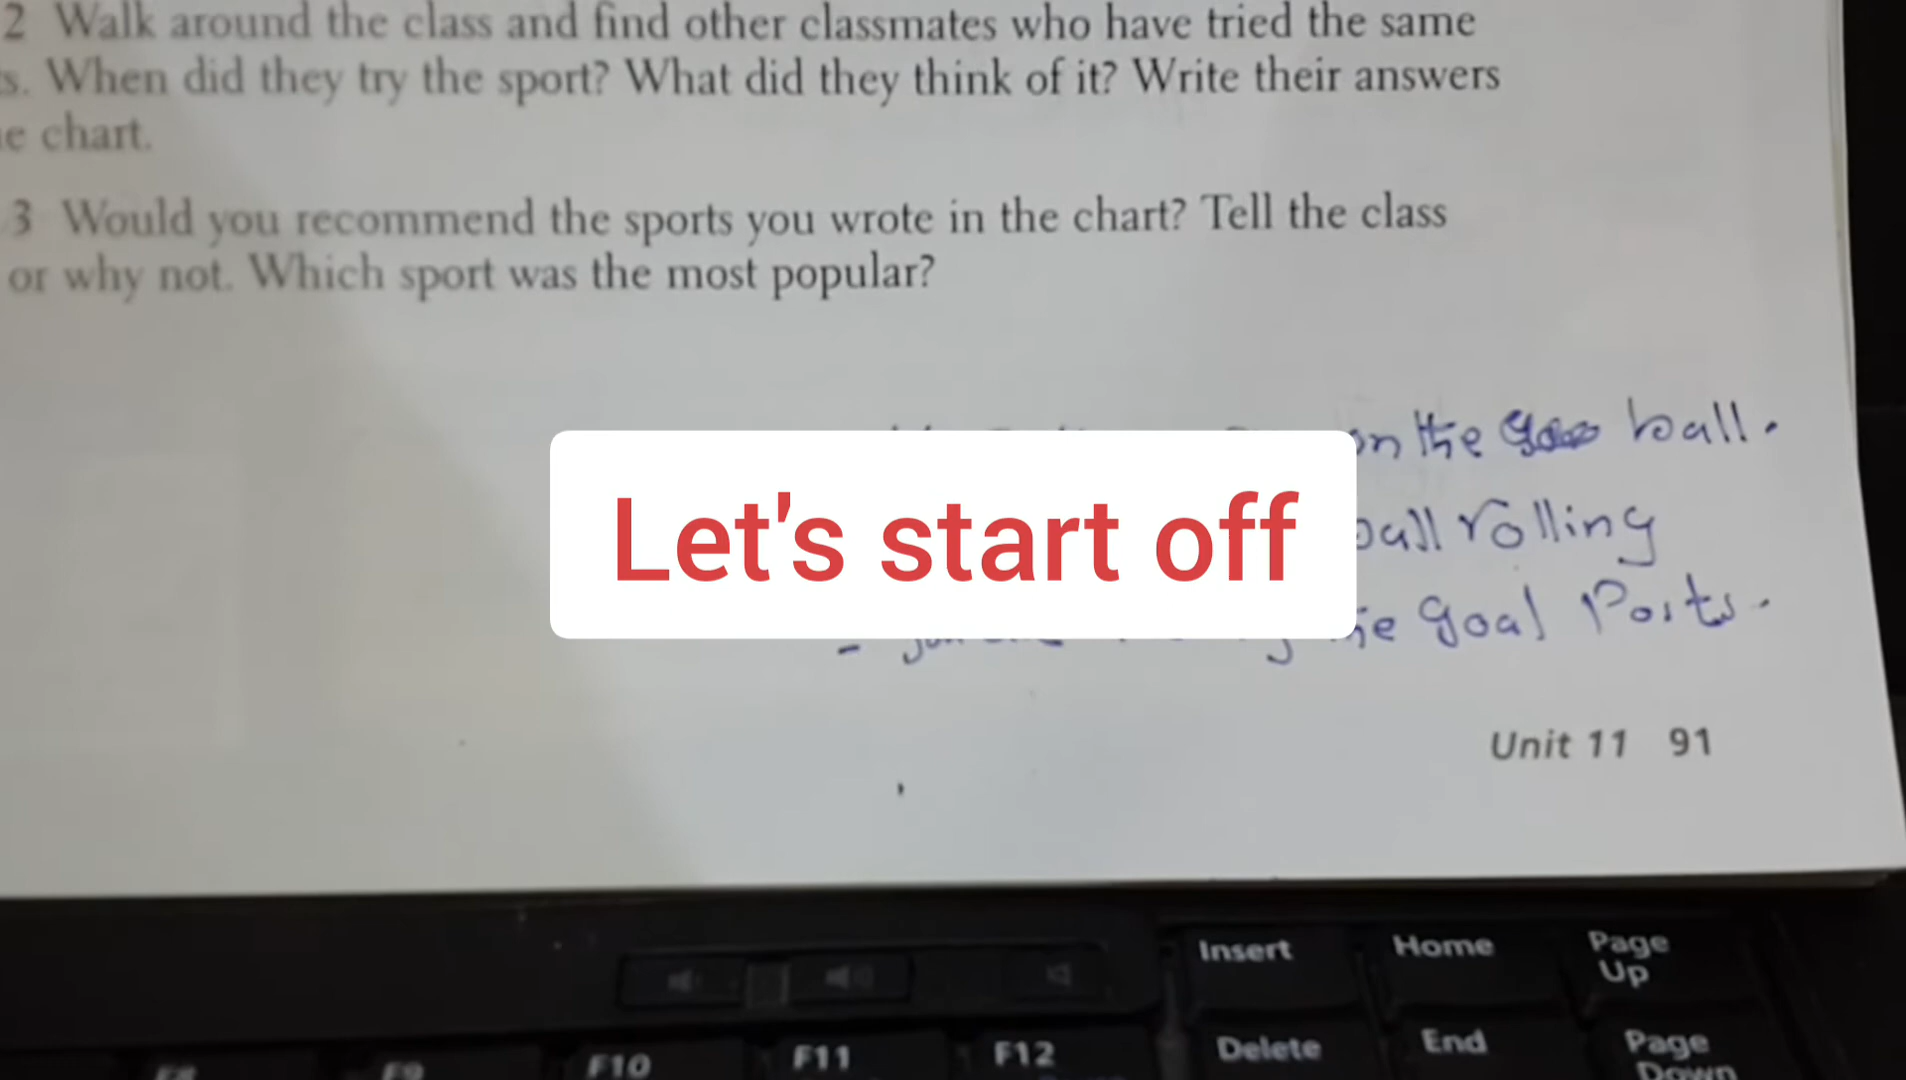 2 Walk around the class and find other classmates who have tried the same
s. When did they try the sport? What did they think of it? Write their answers
e chart.
3 Would you recommend the sports you wrote in the chart? Tell the class
or why not. Which sport was the most popular?
on the ball.
ball rolling
Let's start off
- the goal Posts.
Unit 11 91
Insert Home Page Up
F8 F9 F10 F11 F12 Delete End Page Down